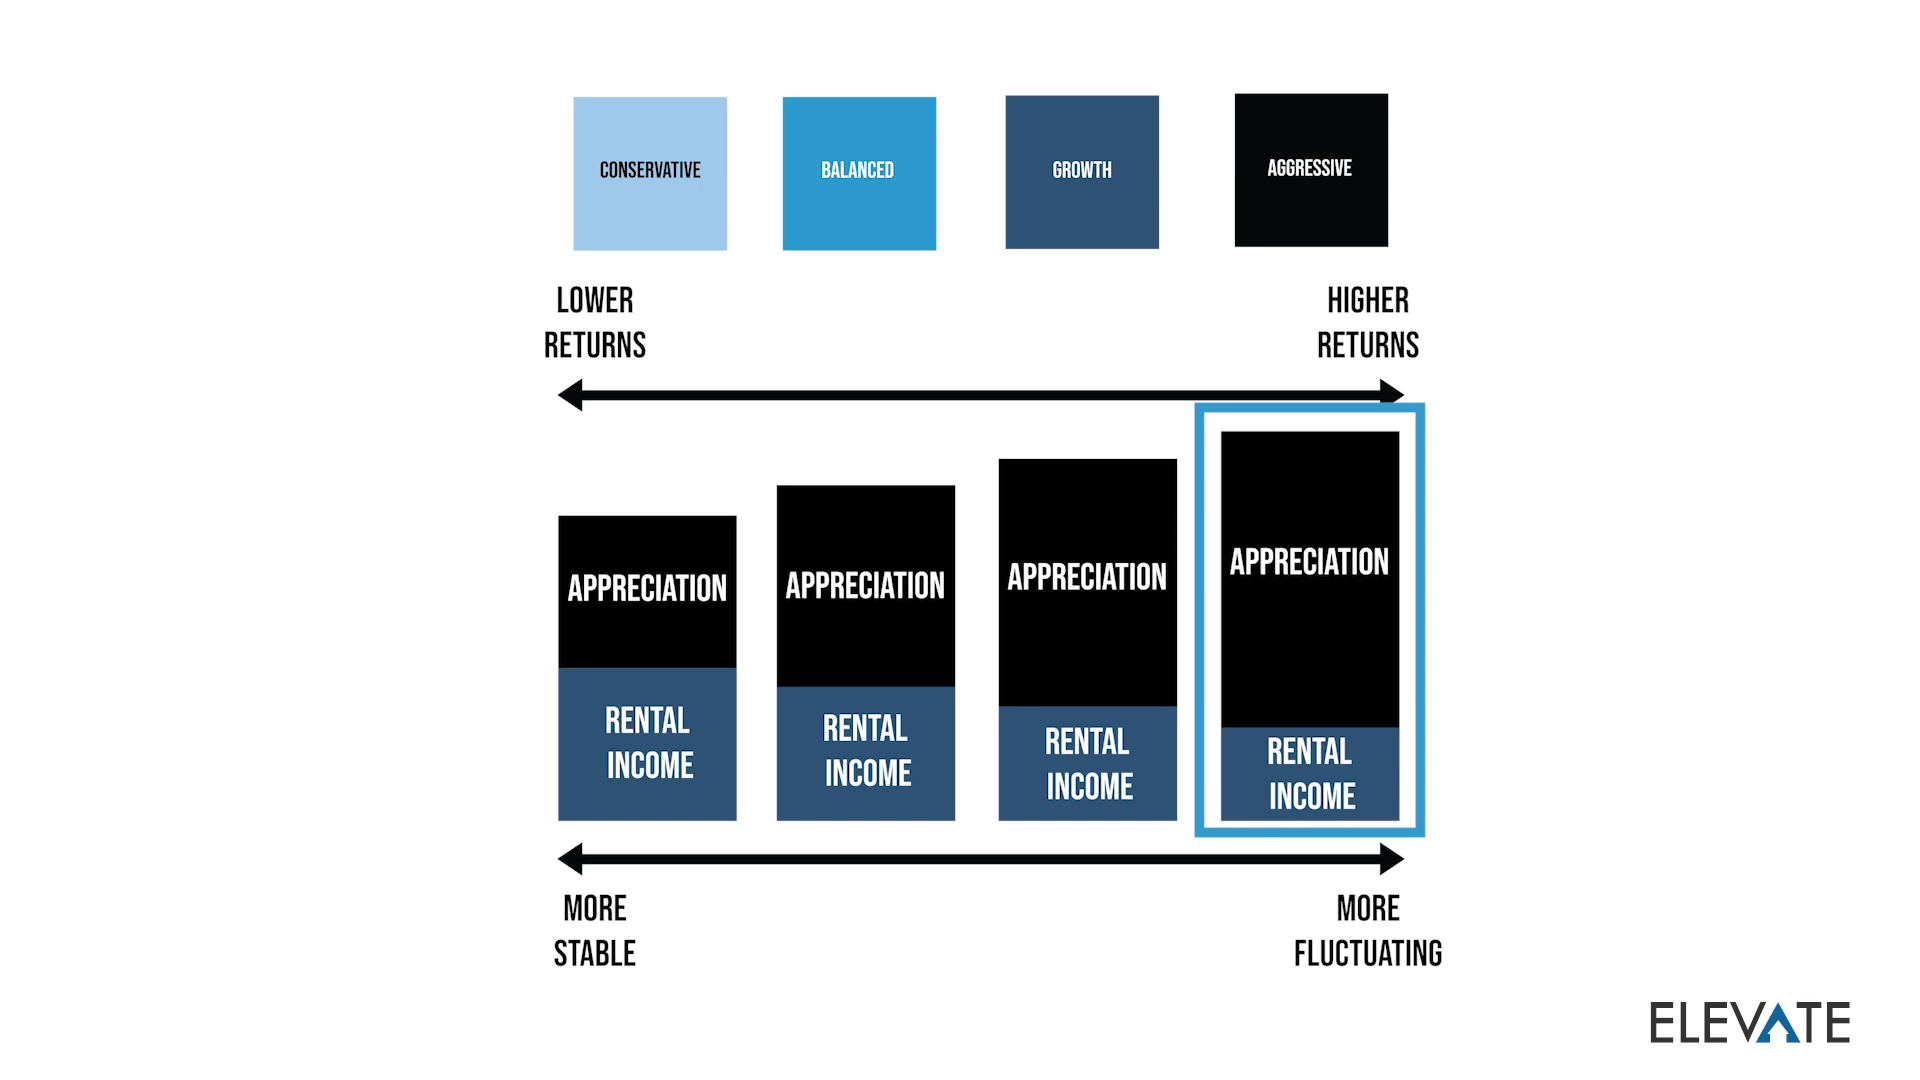 CONSERVATIVE
BALANCED
GROWTH
AGGRESSIVE
LOWER
RETURNS
HIGHER
RETURNS
APPRECIATION
APPRECIATION
APPRECIATION
APPRECIATION
RENTAL
INCOME
RENTAL
INCOME
RENTAL
INCOME
RENTAL
INCOME
MORE
STABLE
MORE
FLUCTUATING
ELEVATE